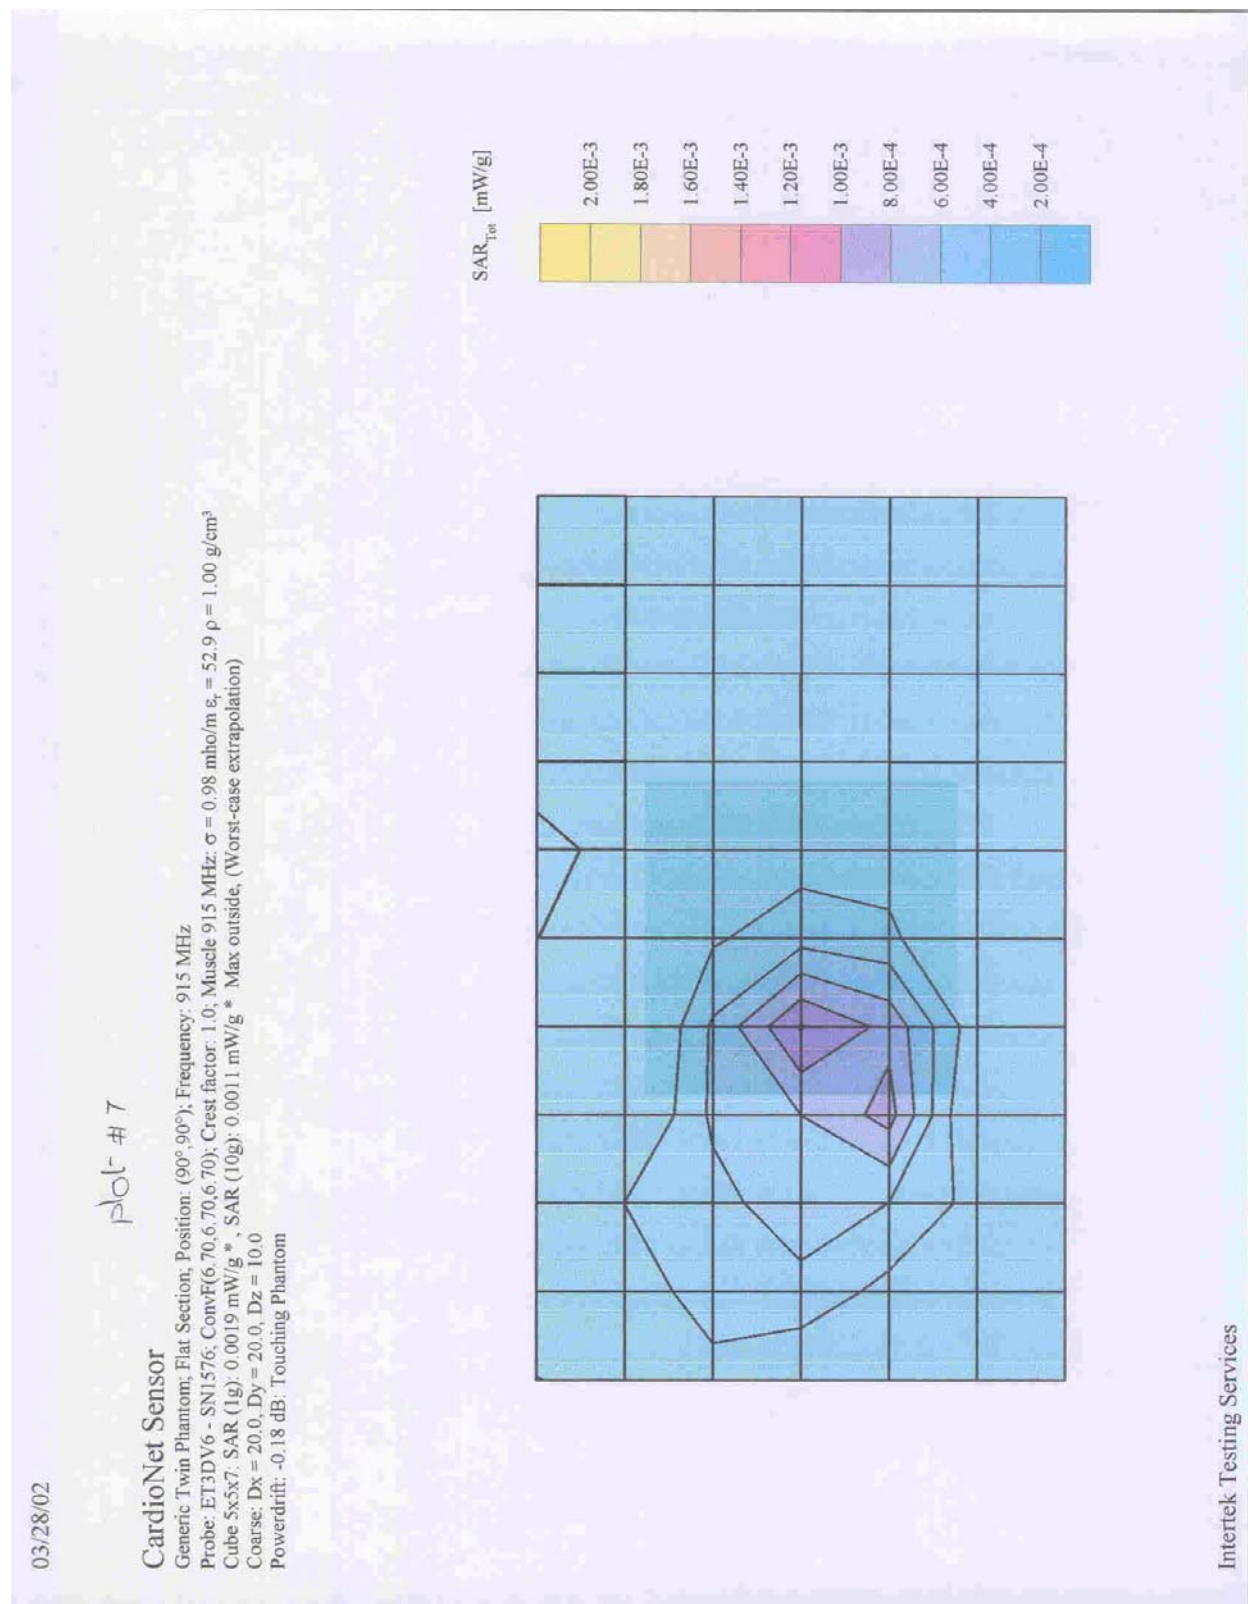 03/28/02
plot #7
CardioNet Sensor
Generic Twin Phantom; Flat Section; Position: (90°,90°); Frequency: 915 MHz
Probe: ET3DV6 - SN1576; ConvF(6.70,6.70,6.70); Crest factor: 1.0; Muscle 915 MHz: σ = 0.98 mho/m εr = 52.9 ρ = 1.00 g/cm³
Cube 5x5x7: SAR (1g): 0.0019 mW/g * , SAR (10g): 0.0011 mW/g * Max outside, (Worst-case extrapolation)
Coarse: Dx = 20.0, Dy = 20.0, Dz = 10.0
Powerdrift: -0.18 dB: Touching Phantom
SARTot [mW/g]
2.00E-3
1.80E-3
1.60E-3
1.40E-3
1.20E-3
1.00E-3
8.00E-4
6.00E-4
4.00E-4
2.00E-4
Intertek Testing Services